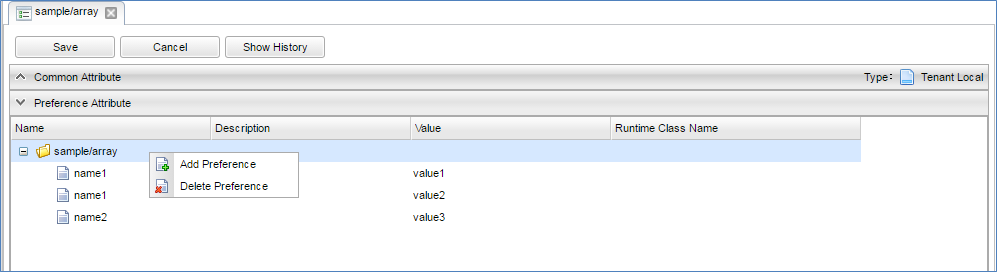 sample/array
Save Cancel Show History
Common Attribute Type: Tenant Local
Preference Attribute
Name Description Value Runtime Class Name
sample/array
Add Preference
name1 value1
Delete Preference
name1 value2
name2 value3